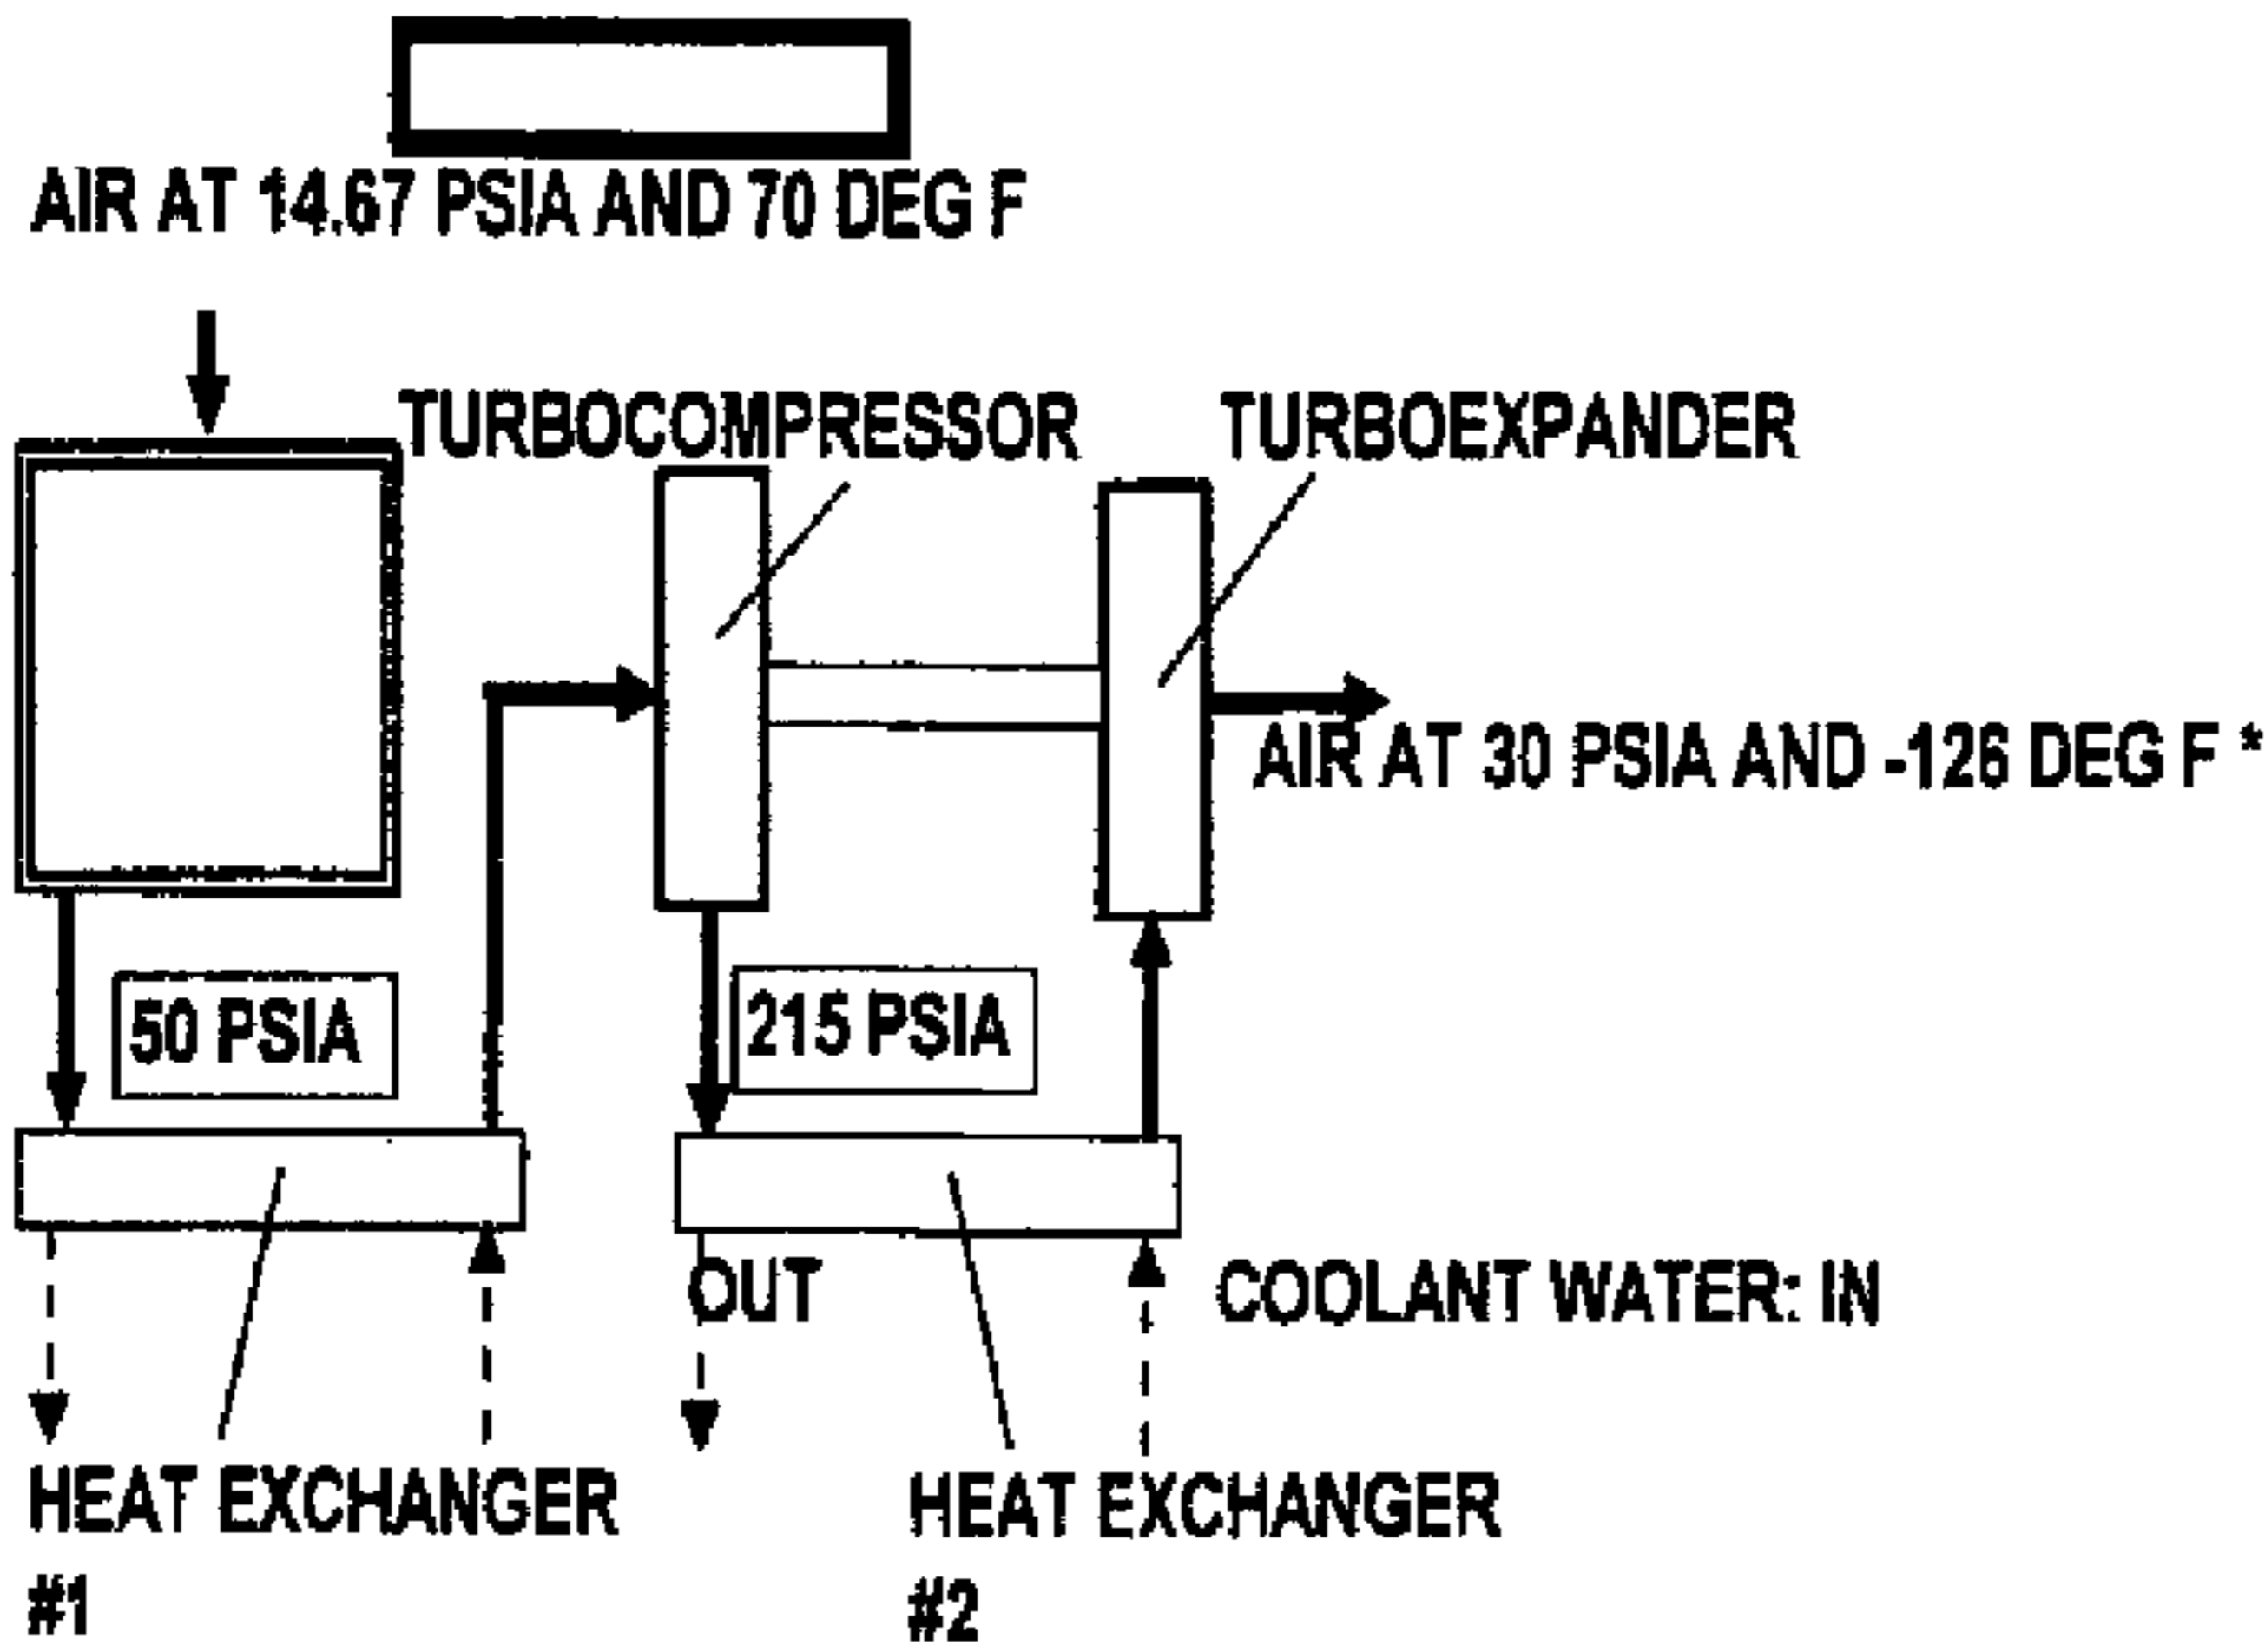 AIR AT 14.67 PSIA AND 70 DEG F
TURBOCOMPRESSOR
TURBOEXPANDER
AIR AT 30 PSIA AND -126 DEG F *
50 PSIA
215 PSIA
OUT
COOLANT WATER: IN
HEAT EXCHANGER
#1
HEAT EXCHANGER
#2